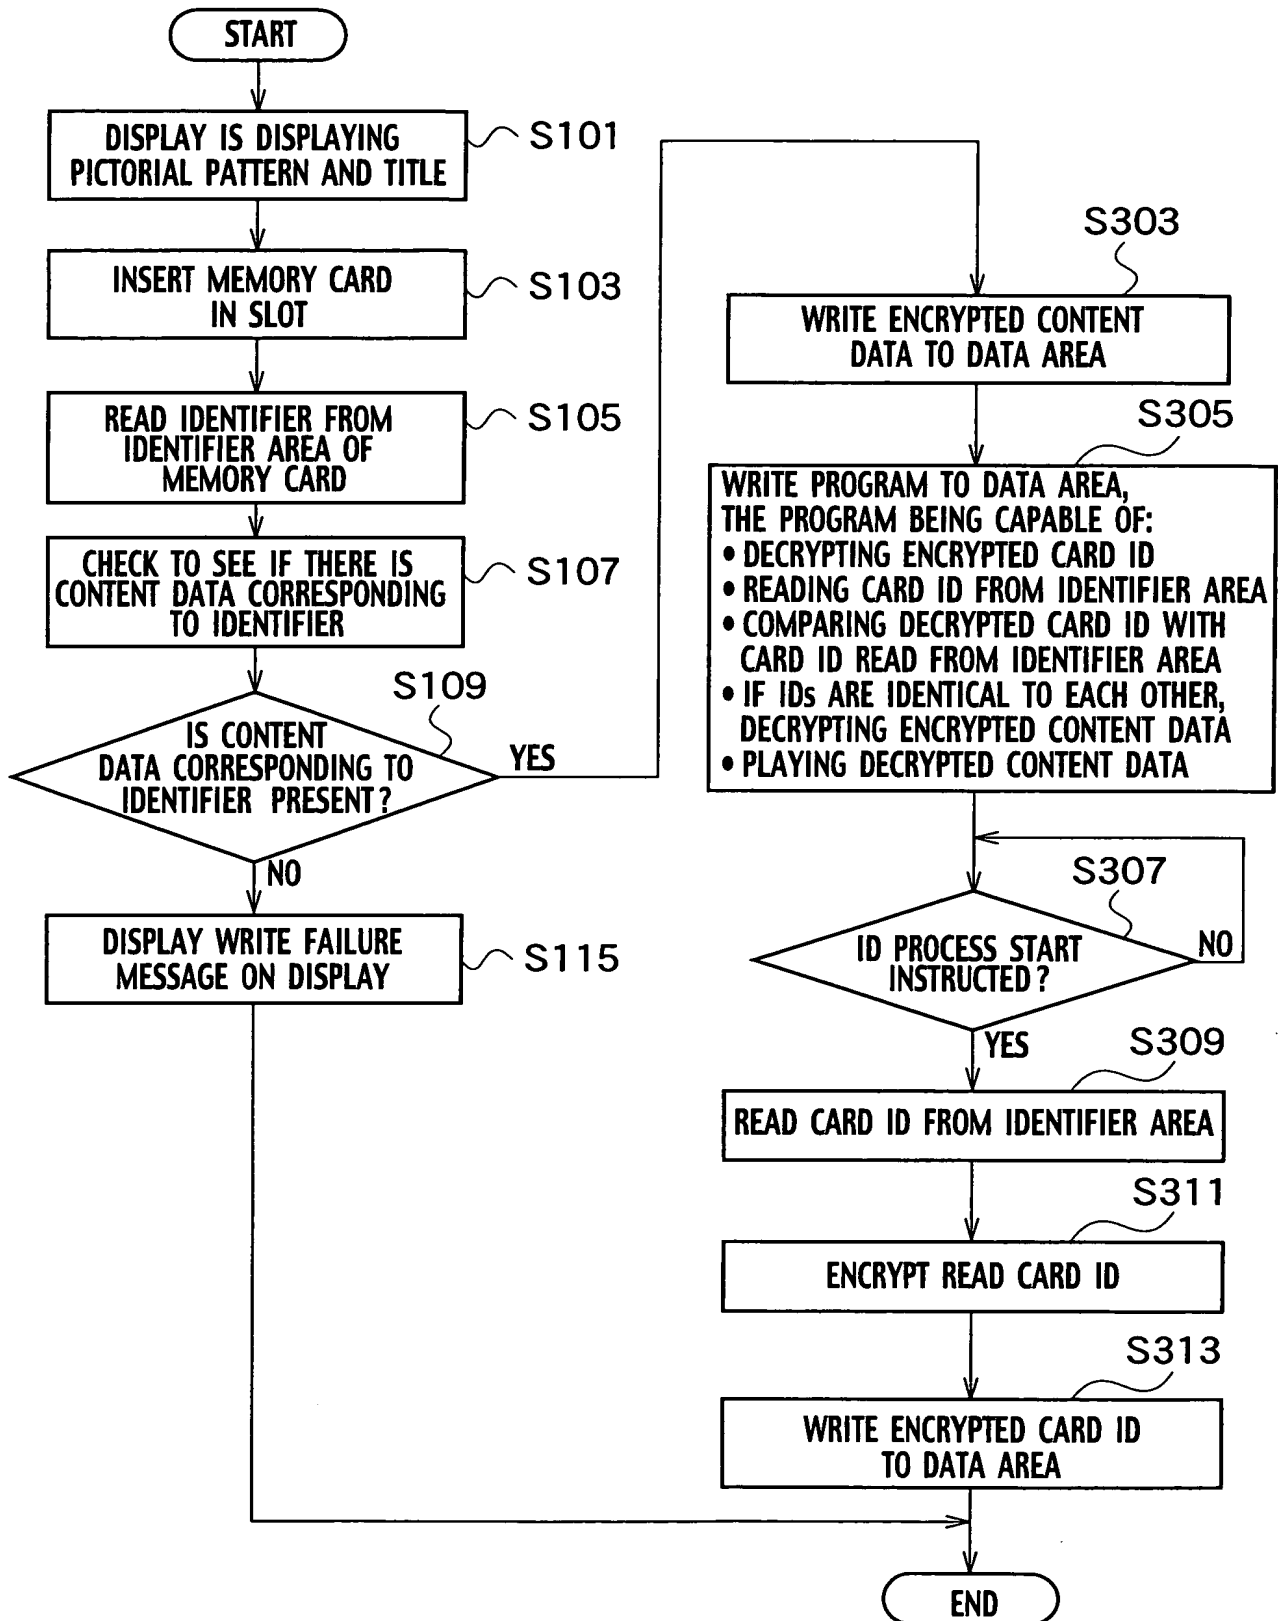 START
DISPLAY IS DISPLAYING
PICTORIAL PATTERN AND TITLE
S101
INSERT MEMORY CARD
IN SLOT
S103
READ IDENTIFIER FROM
IDENTIFIER AREA OF
MEMORY CARD
S105
CHECK TO SEE IF THERE IS
CONTENT DATA CORRESPONDING
TO IDENTIFIER
S107
S109
IS CONTENT
DATA CORRESPONDING TO
IDENTIFIER PRESENT?
YES
NO
DISPLAY WRITE FAILURE
MESSAGE ON DISPLAY
S115
S303
WRITE ENCRYPTED CONTENT
DATA TO DATA AREA
S305
WRITE PROGRAM TO DATA AREA,
THE PROGRAM BEING CAPABLE OF:
• DECRYPTING ENCRYPTED CARD ID
• READING CARD ID FROM IDENTIFIER AREA
• COMPARING DECRYPTED CARD ID WITH
CARD ID READ FROM IDENTIFIER AREA
• IF IDs ARE IDENTICAL TO EACH OTHER,
DECRYPTING ENCRYPTED CONTENT DATA
• PLAYING DECRYPTED CONTENT DATA
S307
ID PROCESS START
INSTRUCTED?
NO
YES
S309
READ CARD ID FROM IDENTIFIER AREA
S311
ENCRYPT READ CARD ID
S313
WRITE ENCRYPTED CARD ID
TO DATA AREA
END